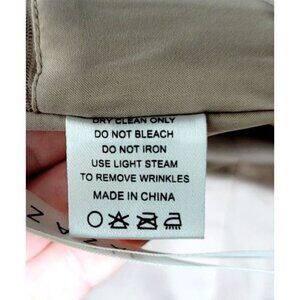 DRY CLEAN ONLY
DO NOT BLEACH
DO NOT IRON
USE LIGHT STEAM
TO REMOVE WRINKLES
MADE IN CHINA